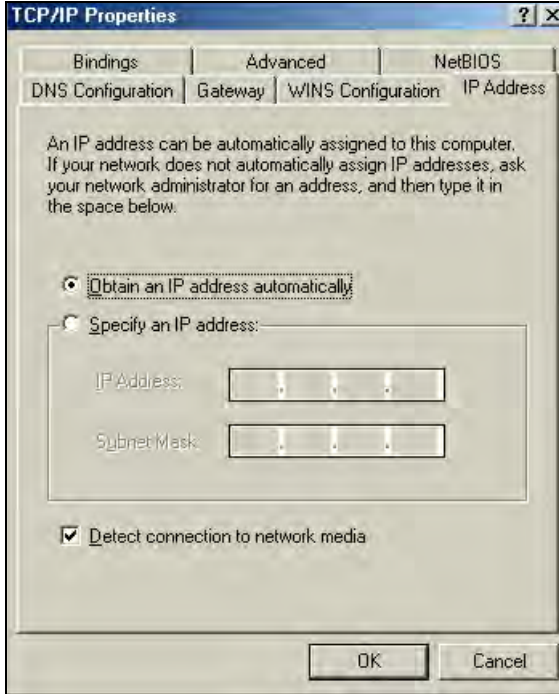 TCP/IP Properties
Bindings Advanced NetBIOS
DNS Configuration Gateway WINS Configuration IP Address
An IP address can be automatically assigned to this computer.
If your network does not automatically assign IP addresses, ask
your network administrator for an address, and then type it in
the space below.
Obtain an IP address automatically
Specify an IP address:
IP Address:
Subnet Mask:
Detect connection to network media
OK Cancel